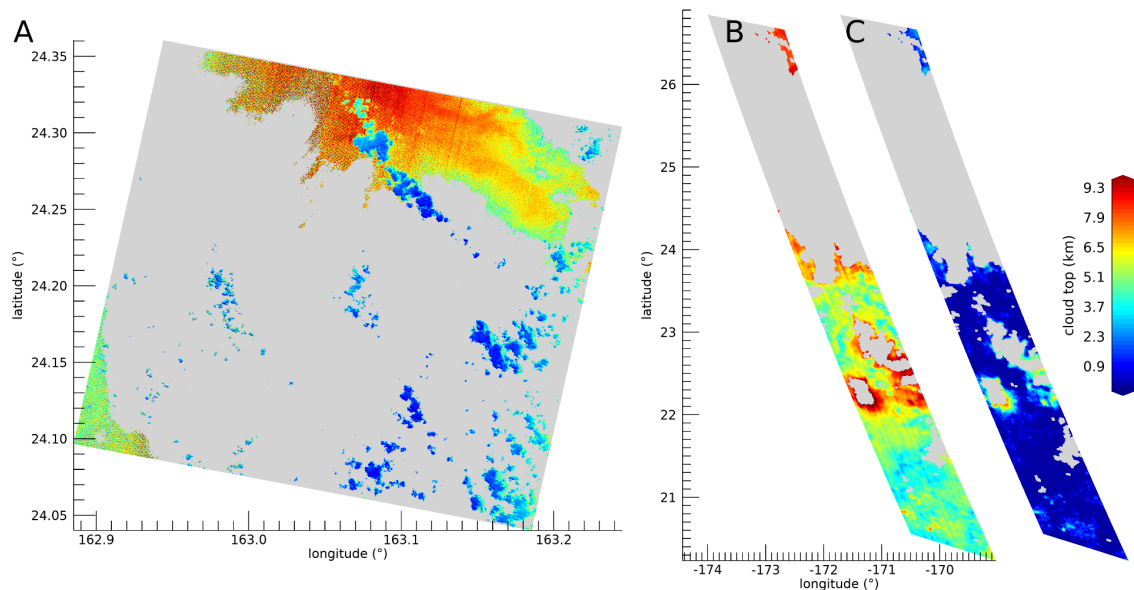 A
24.35
24.30
24.25
24.20
24.15
24.10
24.05
latitude (°)
162.9 163.0 163.1 163.2
longitude (°)
B C
26
25
24
23
22
21
latitude (°)
-174 -173 -172 -171 -170
longitude (°)
9.3
7.9
6.5
5.1
3.7
2.3
0.9
cloud top (km)